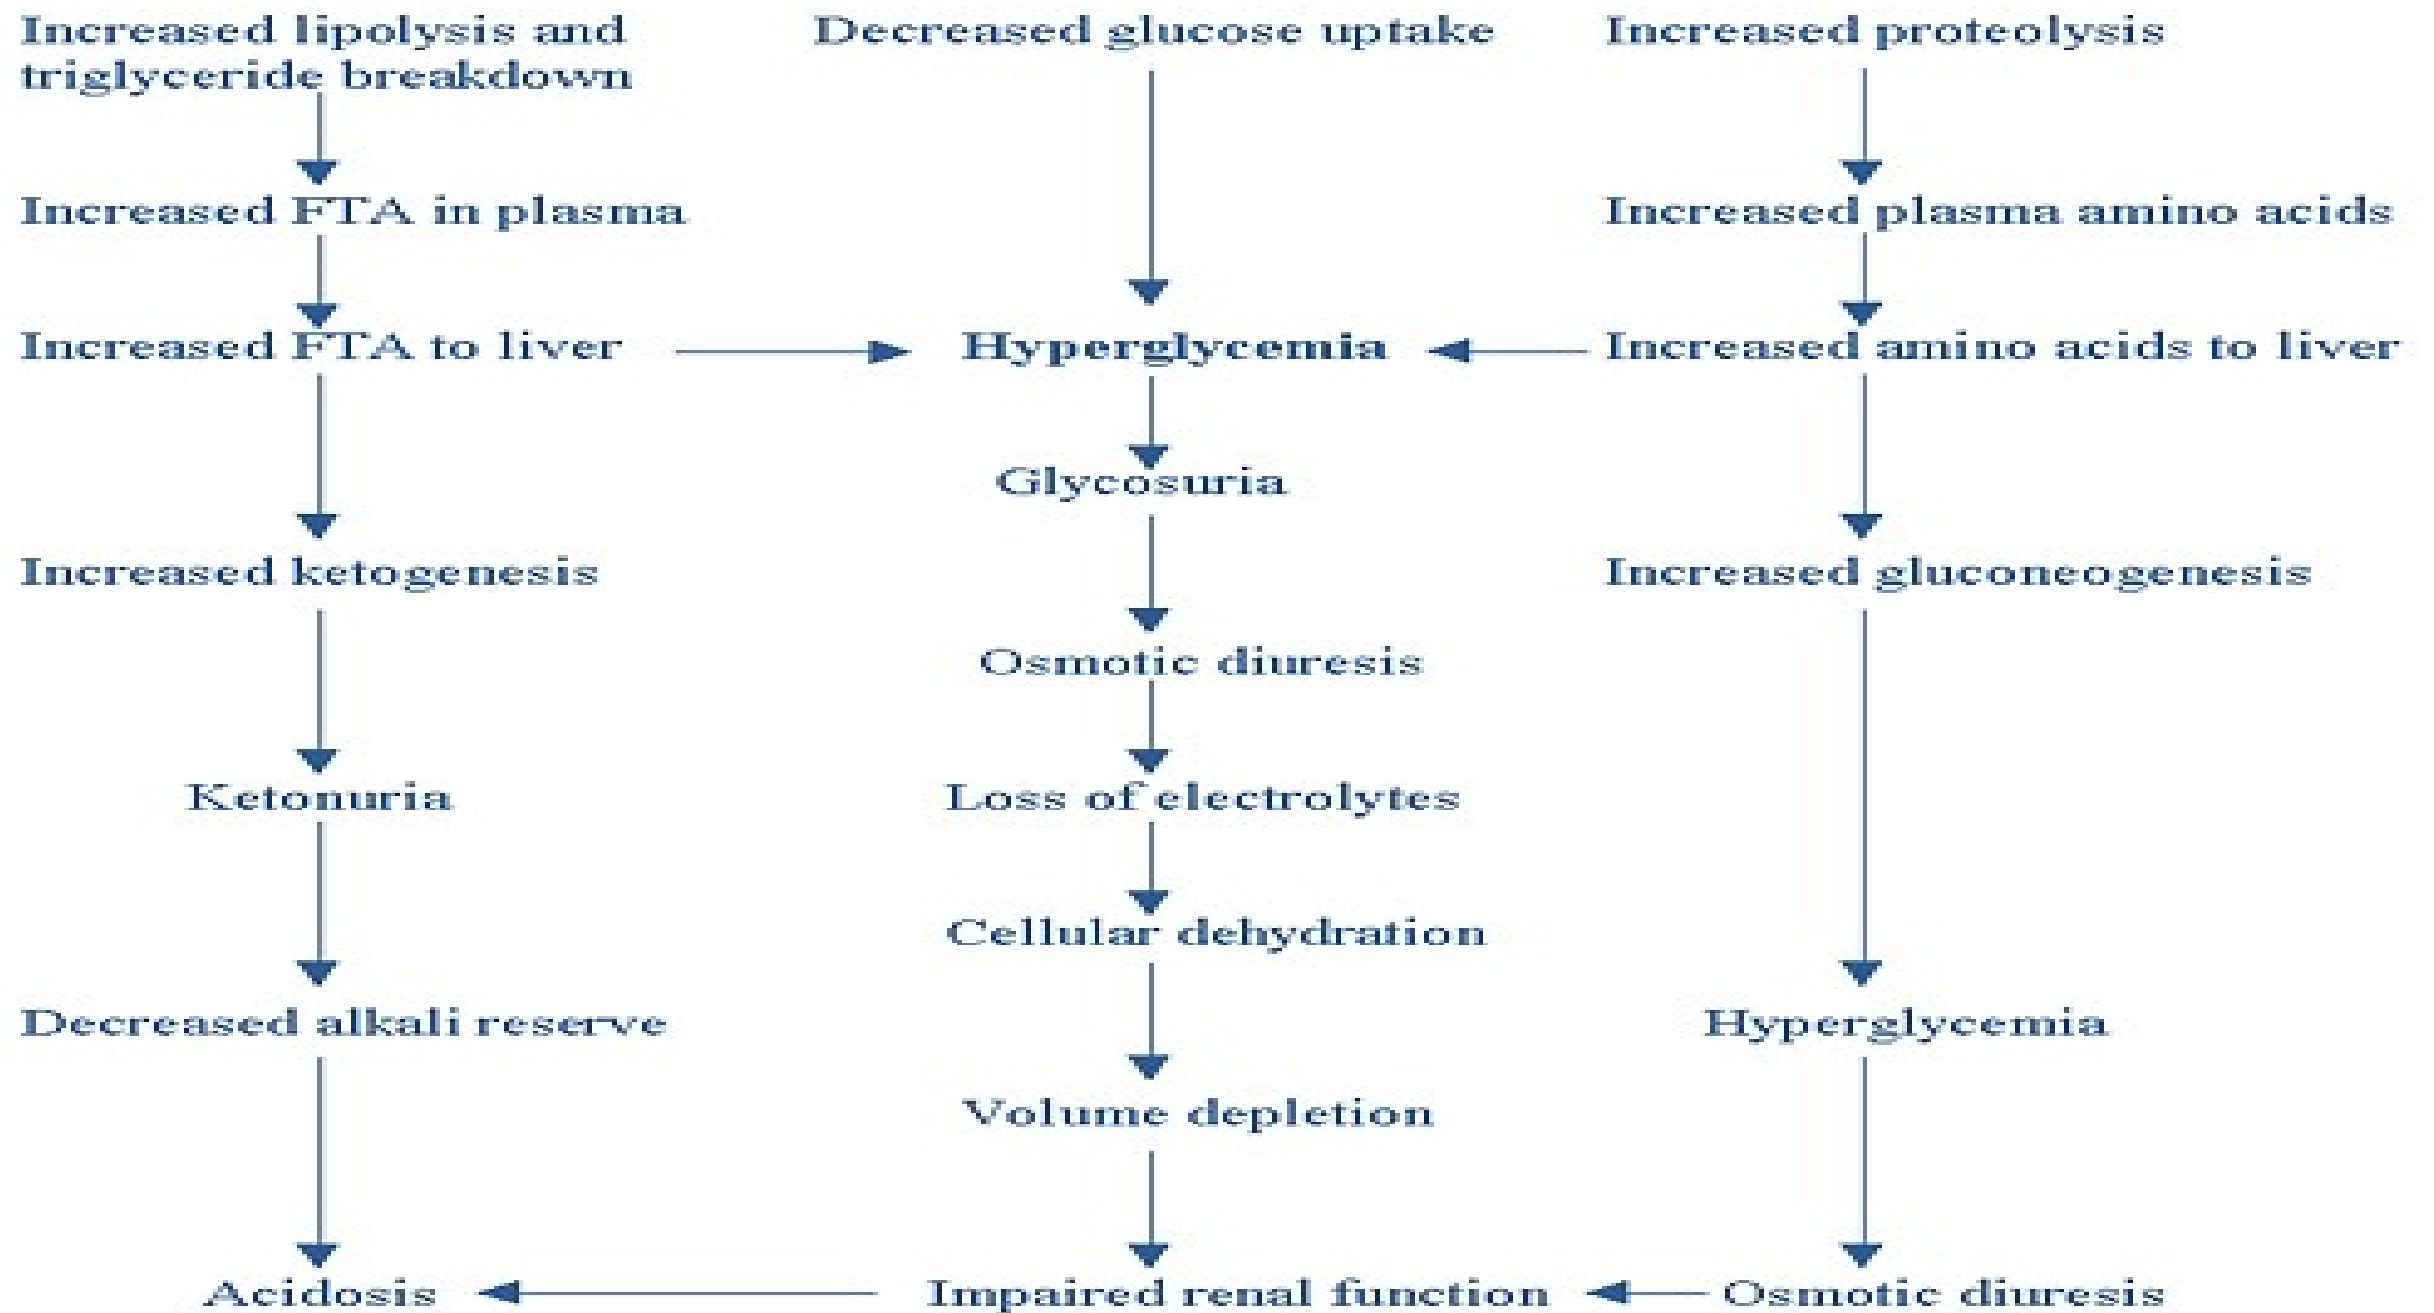 Increased lipolysis and
triglyceride breakdown
Decreased glucose uptake
Increased proteolysis
Increased FTA in plasma
Increased plasma amino acids
Increased FTA to liver
Hyperglycemia
Increased amino acids to liver
Glycosuria
Increased ketogenesis
Increased gluconeogenesis
Osmotic diuresis
Ketonuria
Loss of electrolytes
Cellular dehydration
Decreased alkali reserve
Hyperglycemia
Volume depletion
Acidosis
Impaired renal function
Osmotic diuresis